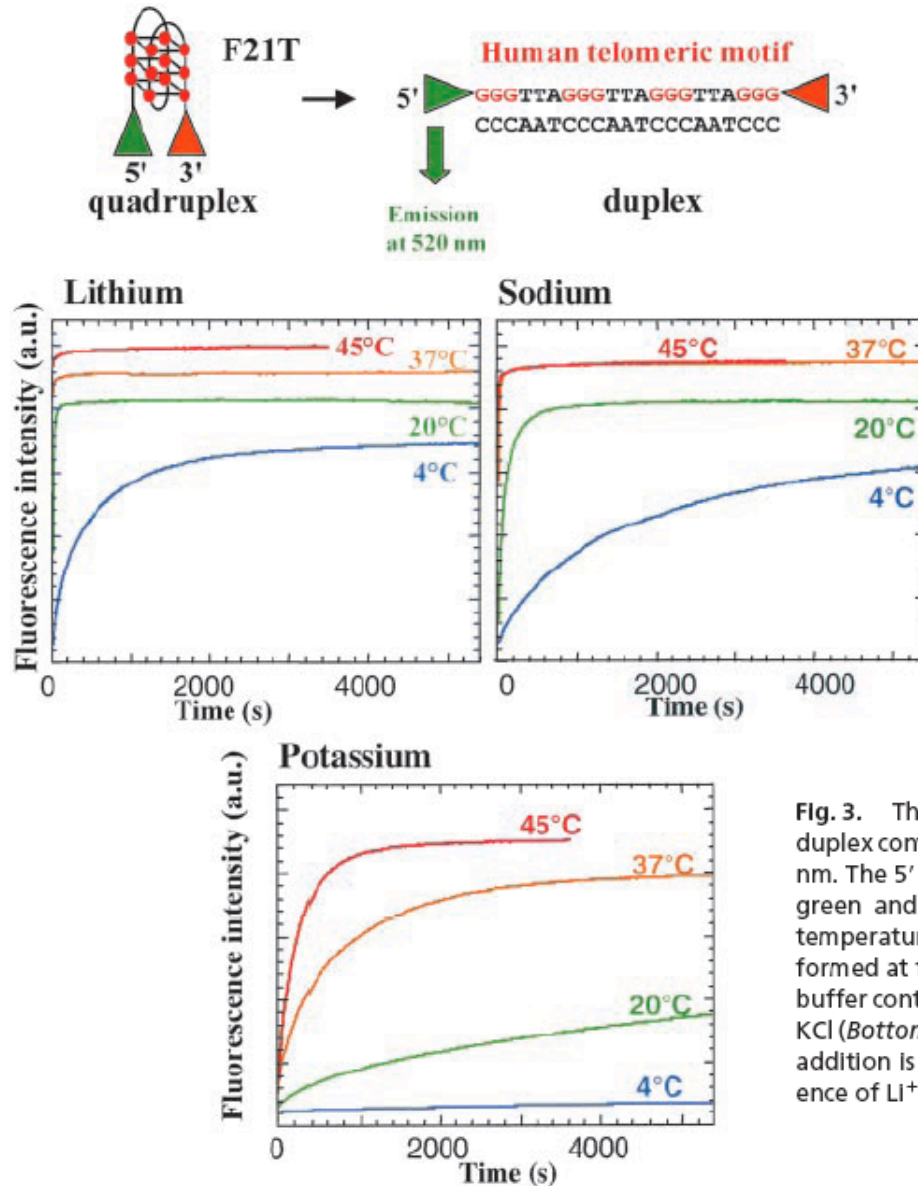 F21T
Human telomeric motif
5'
GGGTTAGGGTTAGGGTTAGGG
3'
CCCAATCCCAATCCCAATCCC
5'
3'
quadruplex
duplex
Emission
at 520 nm
Lithium
Fluorescence intensity (a.u.)
45°C
37°C
20°C
4°C
0
2000
4000
Time (s)
Sodium
45°C
37°C
20°C
4°C
0
2000
4000
Time (s)
Potassium
Fluorescence intensity (a.u.)
45°C
37°C
20°C
4°C
0
2000
4000
Time (s)
Fig. 3. Th
duplex com
nm. The 5'
green and
temperatur
formed at
buffer cont
KCl (Bottom
addition is
ence of Li+